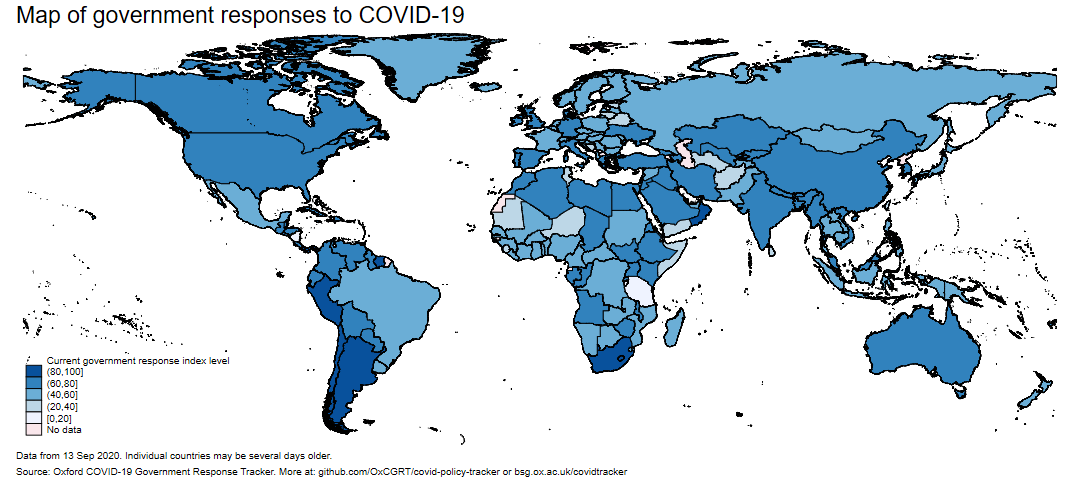 Map of government responses to COVID-19
Current government response index level
(80,100]
(60,80]
(40,60]
(20,40]
[0,20]
No data
Data from 13 Sep 2020. Individual countries may be several days older.
Source: Oxford COVID-19 Government Response Tracker. More at: github.com/OxCGRT/covid-policy-tracker or bsg.ox.ac.uk/covidtracker